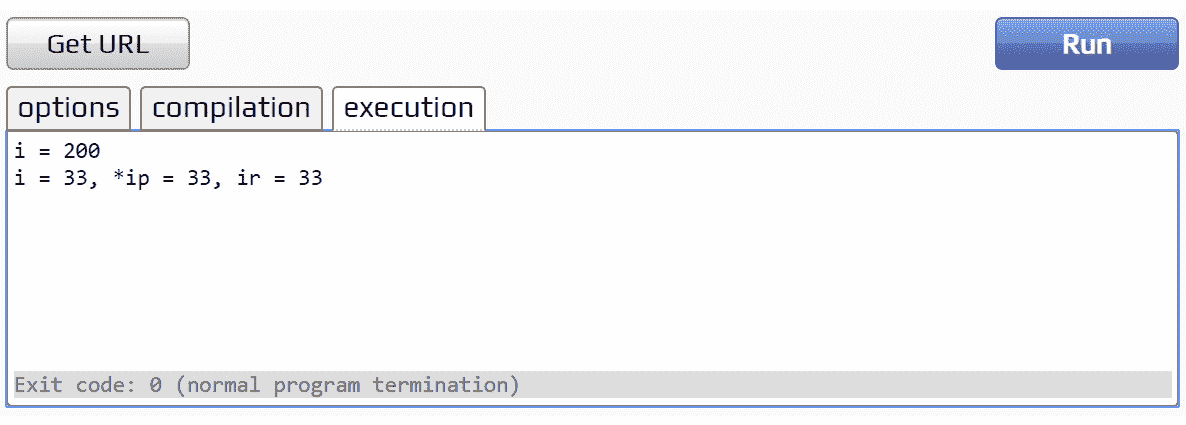 Get URL
Run
options
compilation
execution
i = 200
i = 33, *ip = 33, ir = 33
Exit code: 0 (normal program termination)